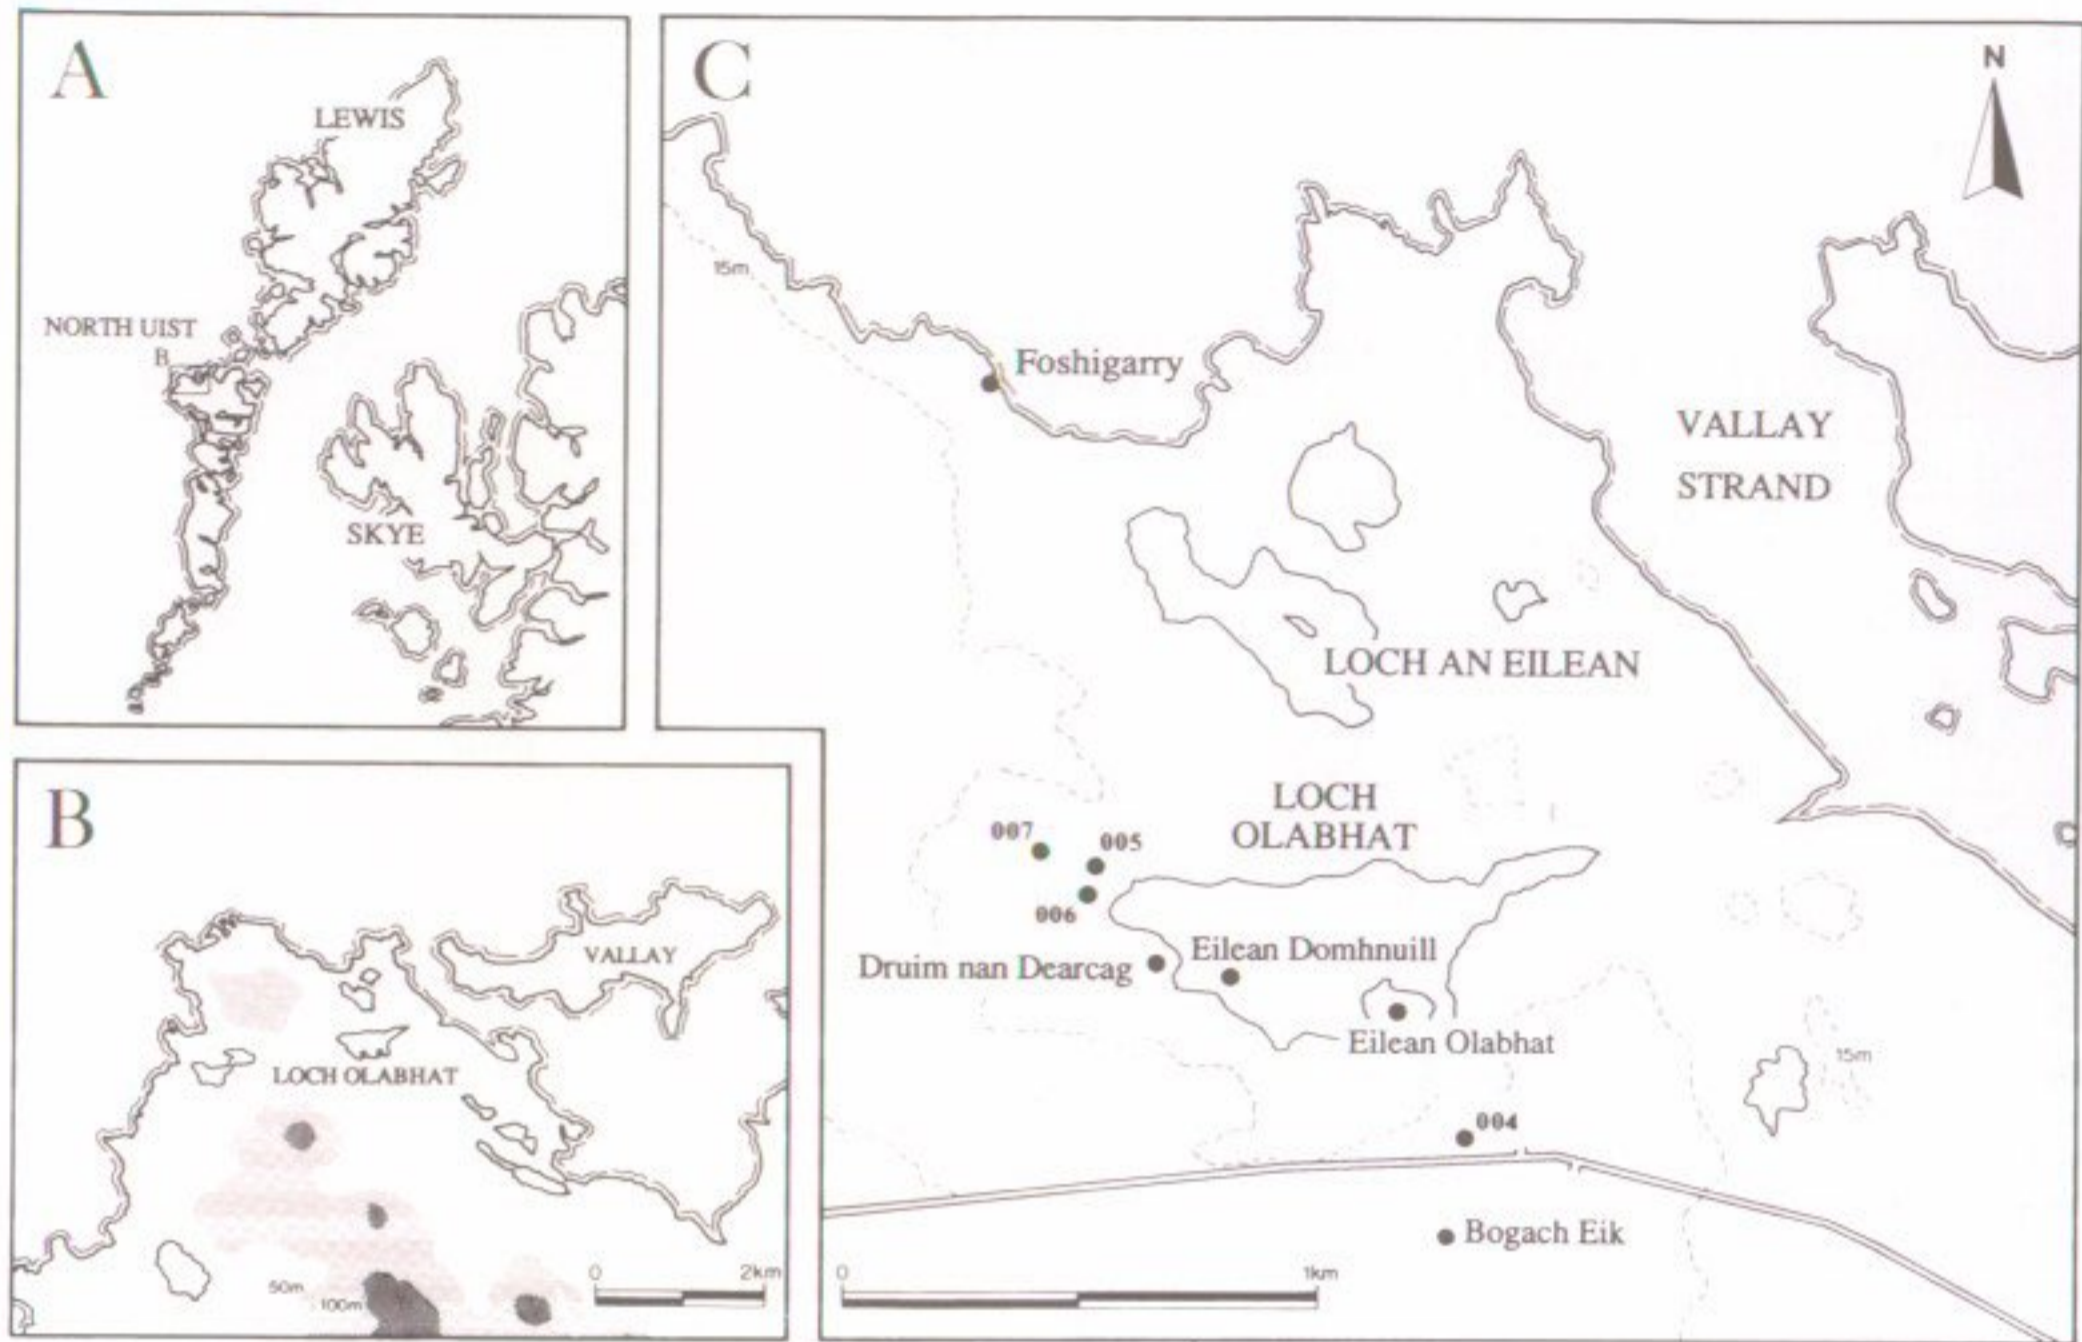 A
LEWIS
NORTH UIST
B
SKYE
B
VALLAY
LOCH OLABHAT
50m
100m
0 2km
C
N
15m
Foshigarry
VALLAY
STRAND
LOCH AN EILEAN
LOCH
OLABHAT
007
005
006
Eilean Domhnuill
Druim nan Dearcag
Eilean Olabhat
15m
004
Bogach Eik
0 1km